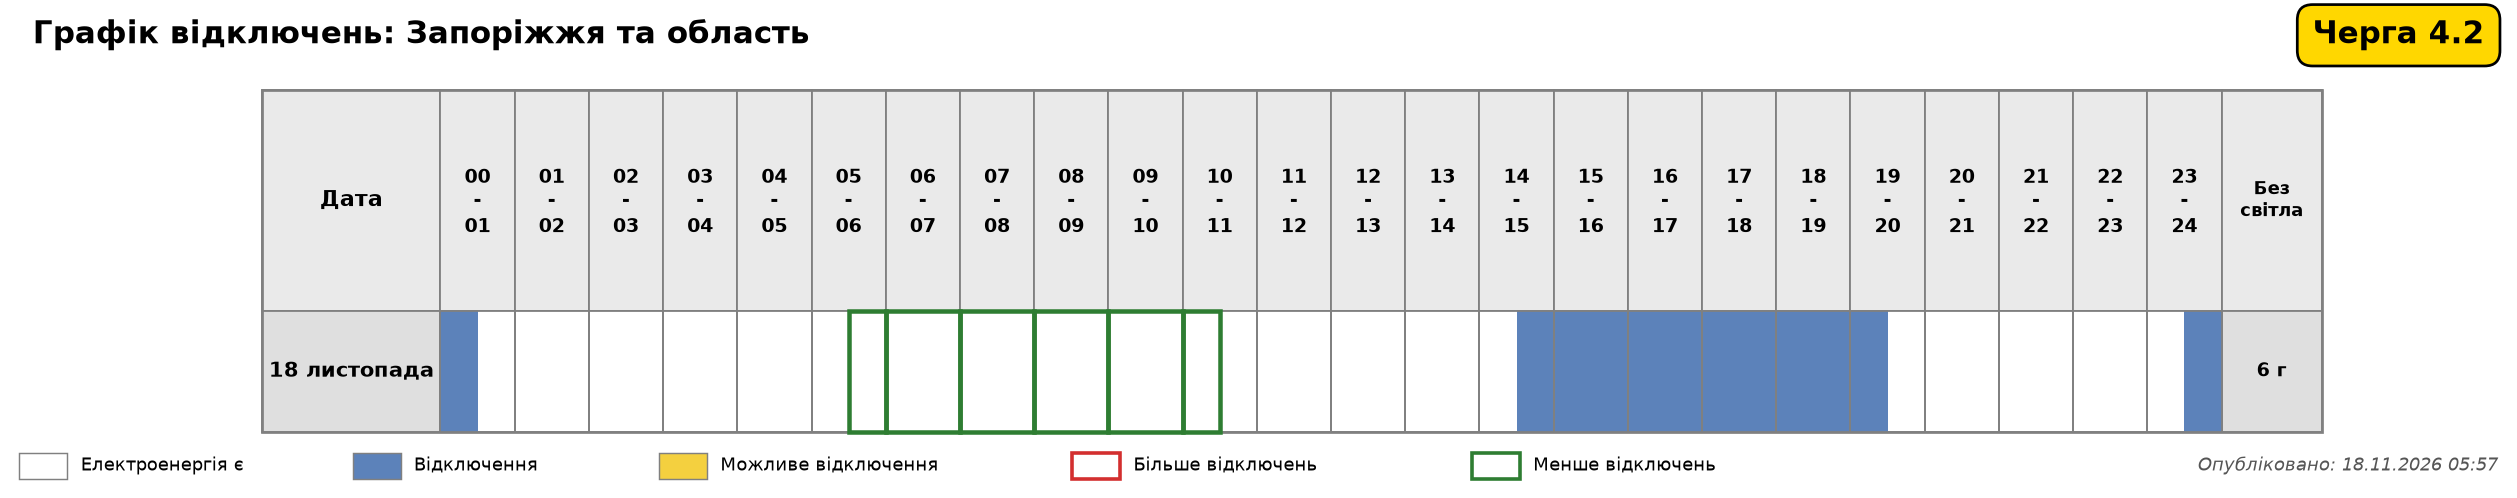 Графік відключень: Запоріжжя та область
Черга 4.2
Дата
00 - 01
01 - 02
02 - 03
03 - 04
04 - 05
05 - 06
06 - 07
07 - 08
08 - 09
09 - 10
10 - 11
11 - 12
12 - 13
13 - 14
14 - 15
15 - 16
16 - 17
17 - 18
18 - 19
19 - 20
20 - 21
21 - 22
22 - 23
23 - 24
Без
світла
18 листопада
6 г
Електроенергія є
Відключення
Можливе відключення
Більше відключень
Менше відключень
Опубліковано: 18.11.2026 05:57